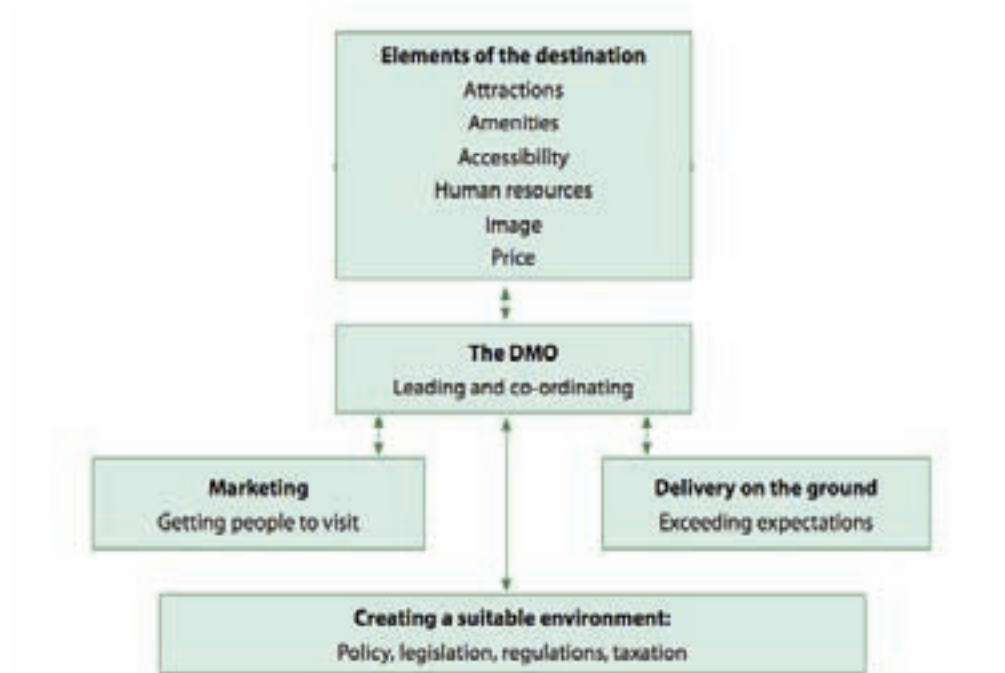 Elements of the destination
Attractions
Amenities
Accessibility
Human resources
Image
Price
The DMO
Leading and co-ordinating
Marketing
Getting people to visit
Delivery on the ground
Exceeding expectations
Creating a suitable environment:
Policy, legislation, regulations, taxation